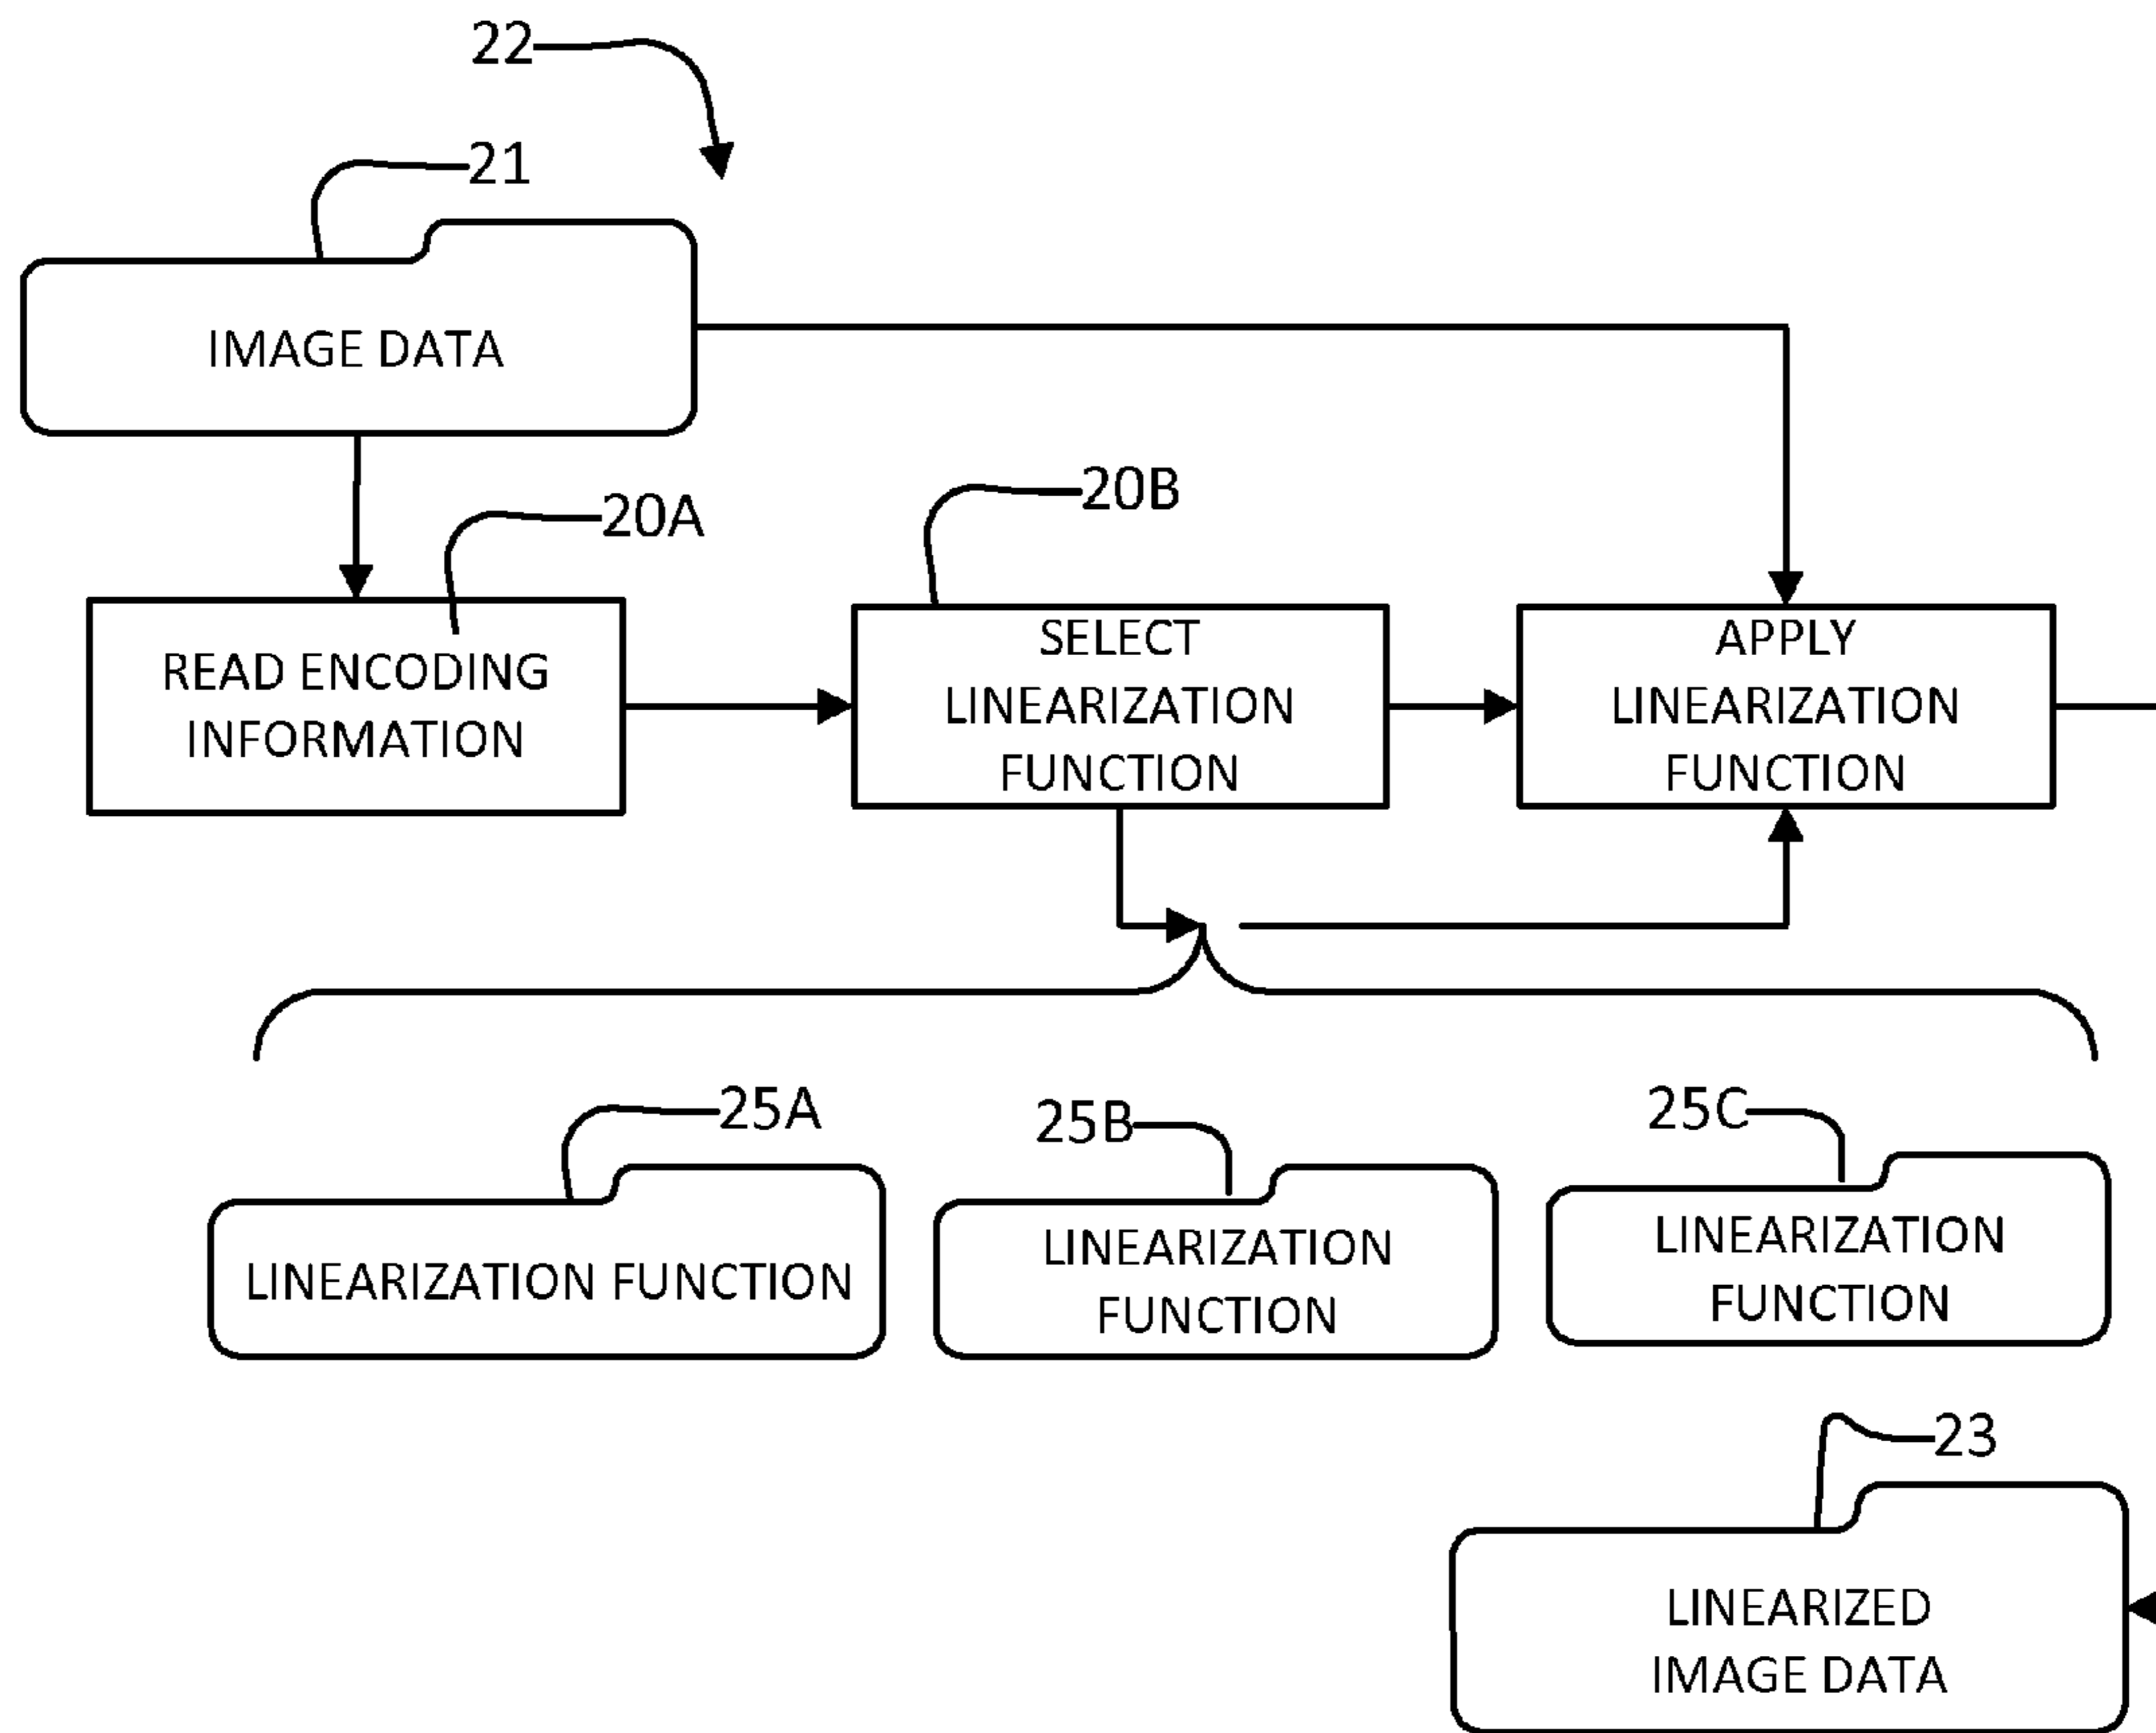 22
21
IMAGE DATA
20A
20B
READ ENCODING
INFORMATION
SELECT
LINEARIZATION
FUNCTION
APPLY
LINEARIZATION
FUNCTION
25A
25B
25C
LINEARIZATION FUNCTION
LINEARIZATION
FUNCTION
LINEARIZATION
FUNCTION
23
LINEARIZED
IMAGE DATA